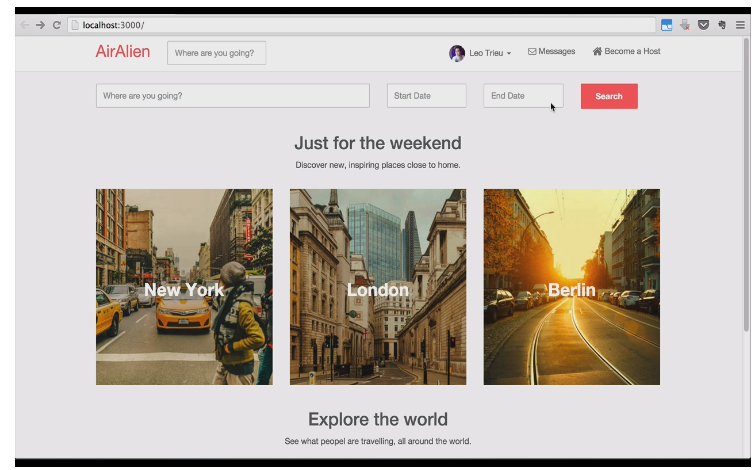 localhost:3000/
AirAlien
Where are you going?
Leo Trieu
Messages
Become a Host
Where are you going?
Start Date
End Date
Search
Just for the weekend
Discover new, inspiring places close to home.
New York
London
Berlin
Explore the world
See what peopel are travelling, all around the world.